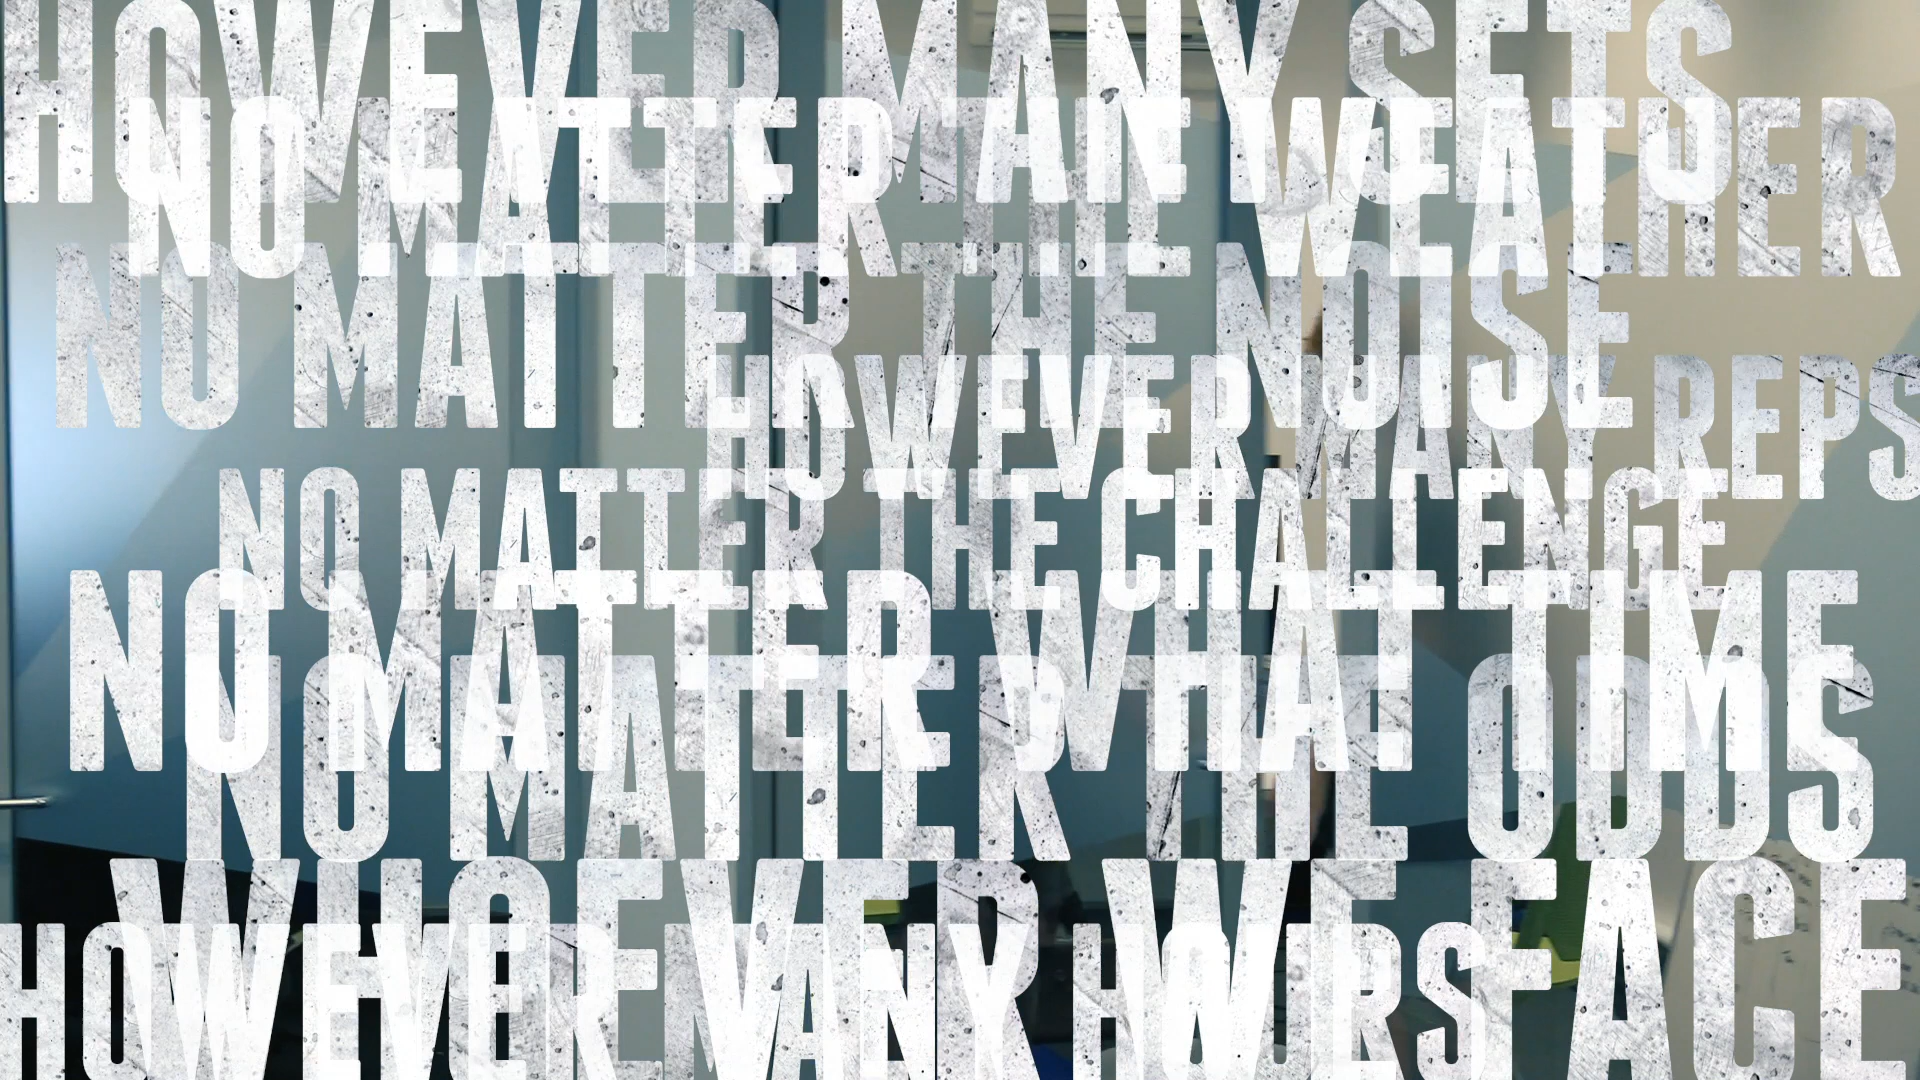 HOWEVER MANY SETS
NO MATTER THE WEATHER
NO MATTER THE NOISE
HOWEVER MANY REPS
NO MATTER THE CHALLENGE
NO MATTER WHAT TIME
NO MATTER THE ODDS
WHOEVER WE FACE
HOWEVER MANY HOURS